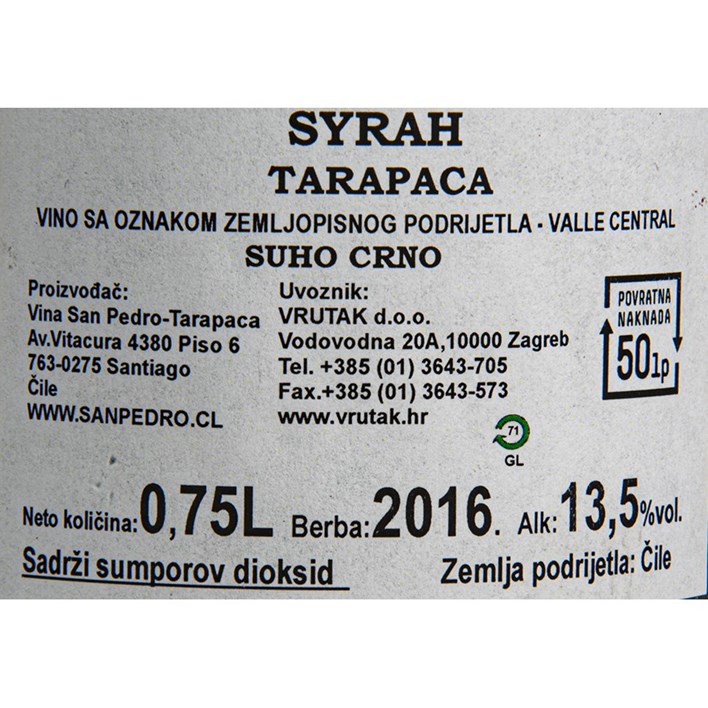 SYRAH
TARAPACA
VINO SA OZNAKOM ZEMLJOPISNOG PODRIJETLA - VALLE CENTRAL
SUHO CRNO
Proizvođač:
Vina San Pedro-Tarapaca
Av.Vitacura 4380 Piso 6
763-0275 Santiago
Čile
WWW.SANPEDRO.CL
Uvoznik:
VRUTAK d.o.o.
Vodovodna 20A,10000 Zagreb
Tel. +385 (01) 3643-705
Fax.+385 (01) 3643-573
www.vrutak.hr
POVRATNA
NAKNADA
50lp
71
GL
Neto količina:0,75L Berba:2016. Alk:13,5%vol.
Sadrži sumporov dioksid Zemlja podrijetla: Čile